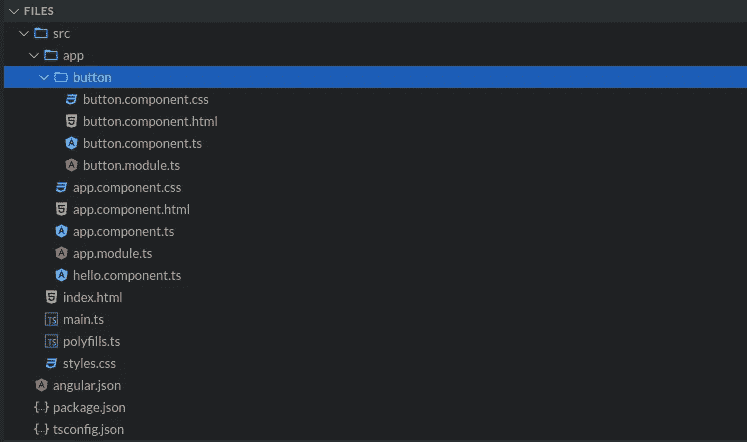 FILES
src
app
button
button.component.css
button.component.html
button.component.ts
button.module.ts
app.component.css
app.component.html
app.component.ts
app.module.ts
hello.component.ts
index.html
TS main.ts
TS polyfills.ts
styles.css
angular.json
{..} package.json
{..} tsconfig.json